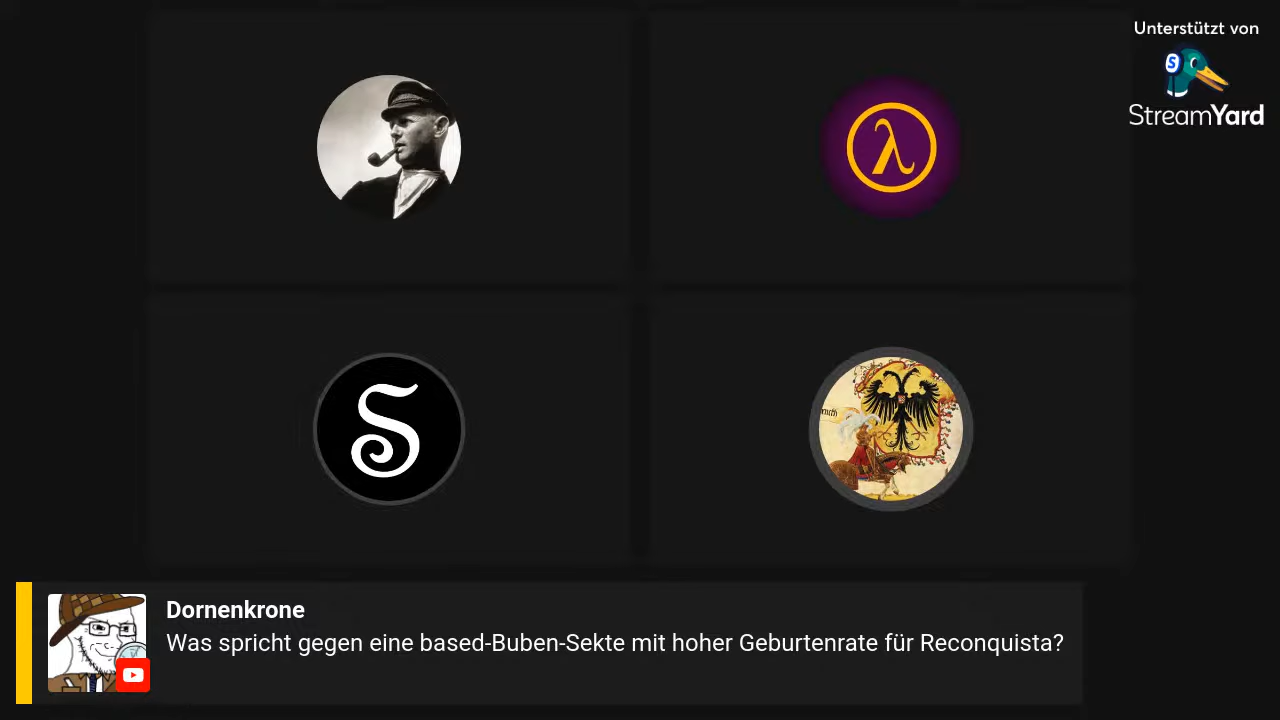 Unterstützt von
StreamYard
λ
S
Dornenkrone
Was spricht gegen eine based-Buben-Sekte mit hoher Geburtenrate für Reconquista?